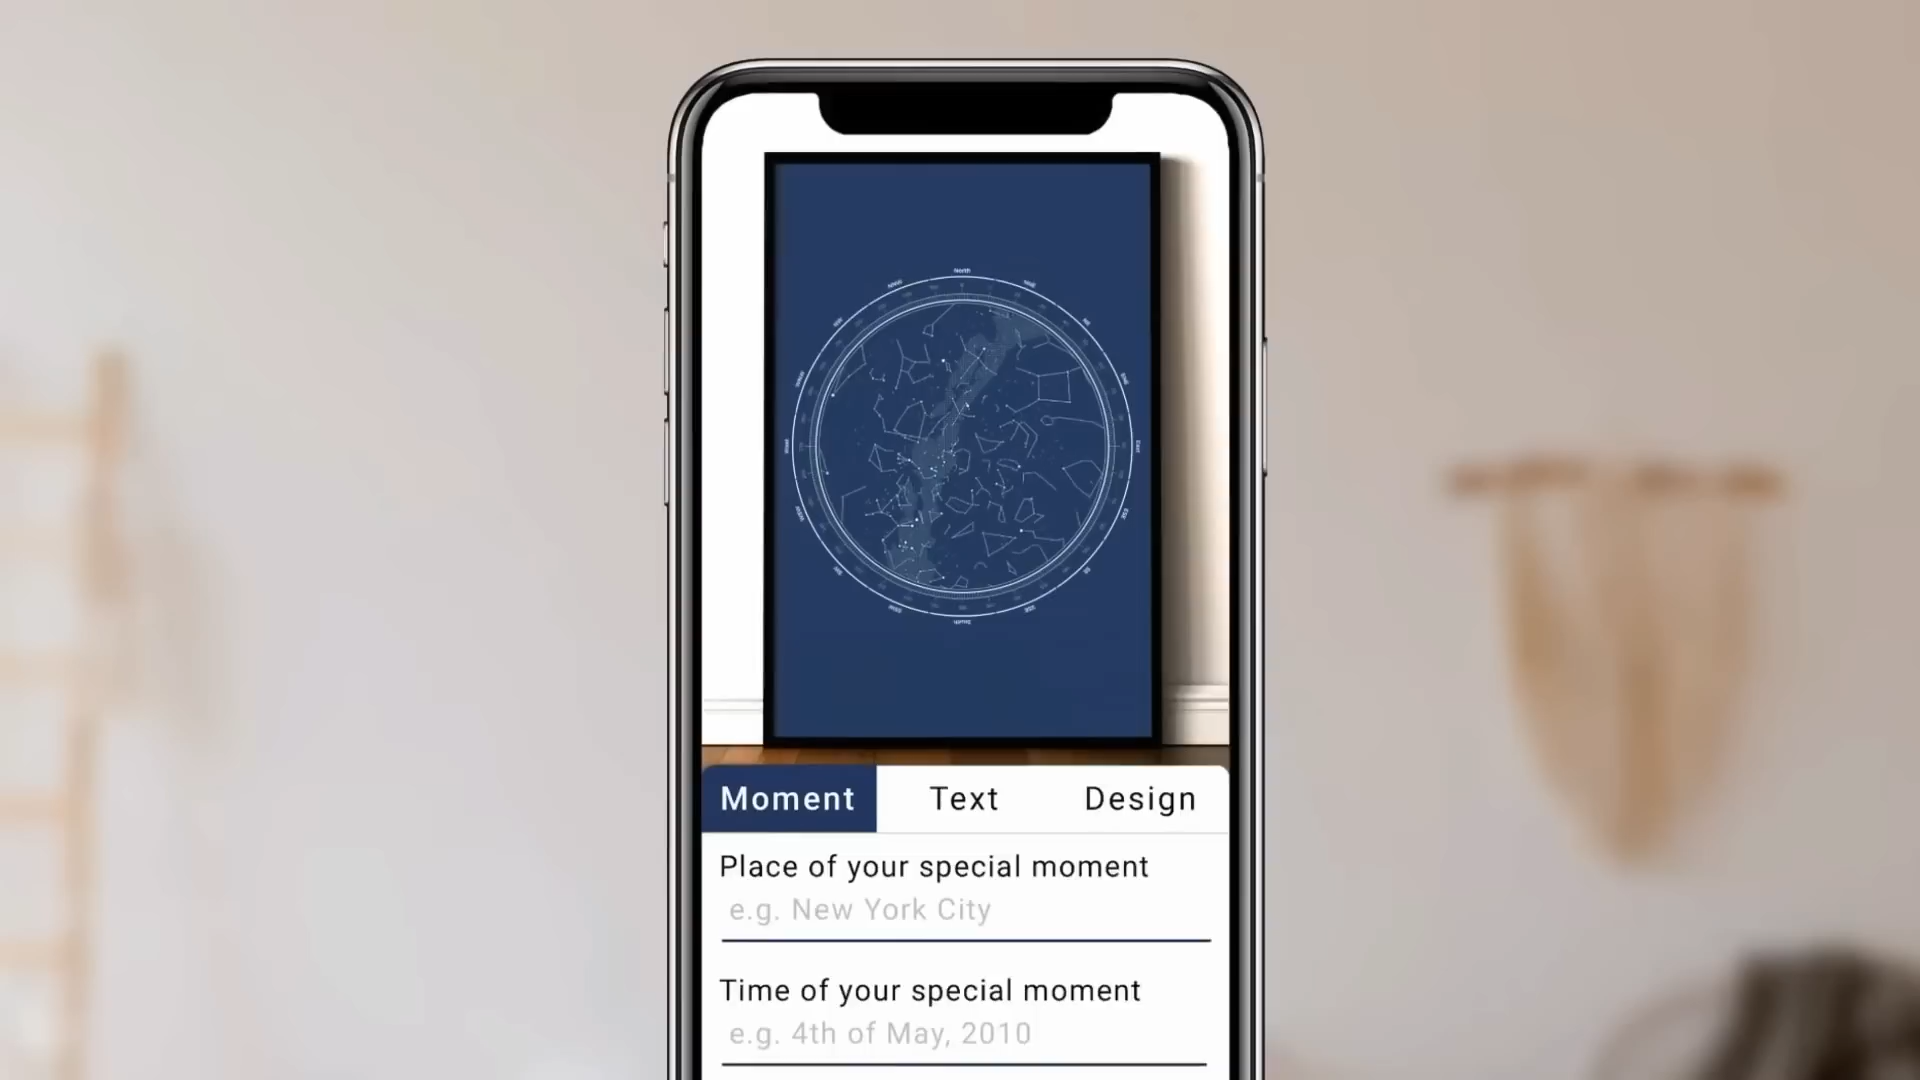 North
Moment Text Design
Place of your special moment
e.g. New York City
Time of your special moment
e.g. 4th of May, 2010